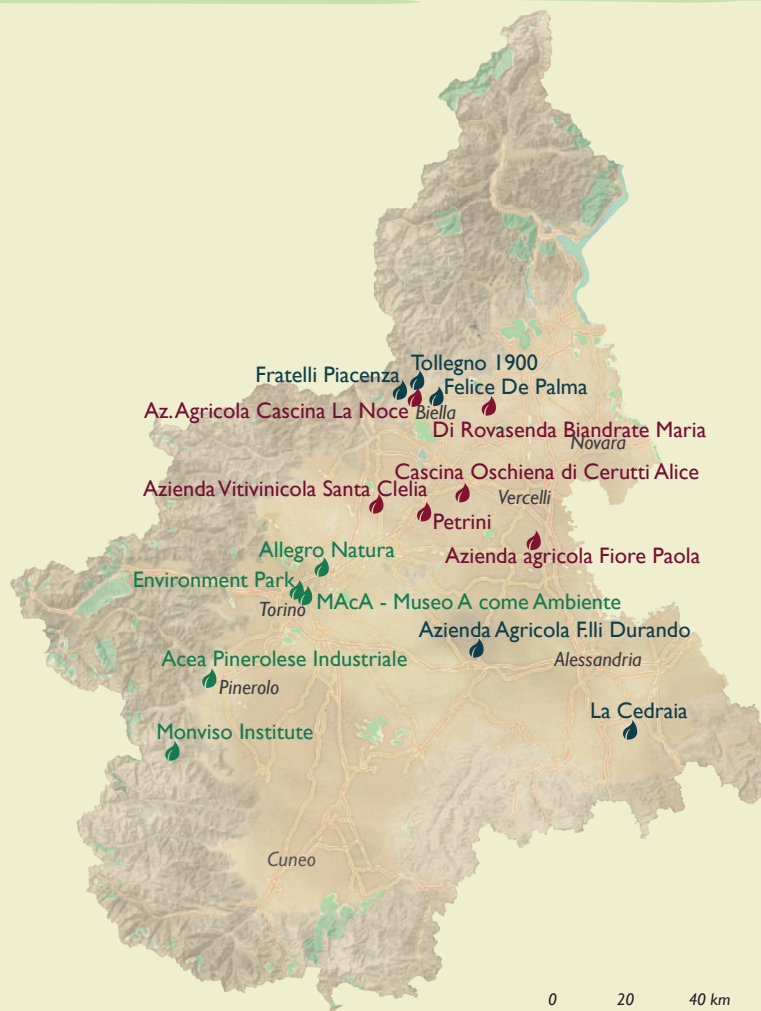 Tollegno 1900
Fratelli Piacenza
Felice De Palma
Az. Agricola Cascina La Noce
Biella
Di Rovasenda Biandrate Maria
Novara
Cascina Oschiena di Cerutti Alice
Azienda Vitivinicola Santa Clelia
Vercelli
Petrini
Azienda agricola Fiore Paola
Allegro Natura
Environment Park
MAcA - Museo A come Ambiente
Torino
Azienda Agricola F.lli Durando
Acea Pinerolese Industriale
Alessandria
Pinerolo
La Cedraia
Monviso Institute
Cuneo
0 20 40 km